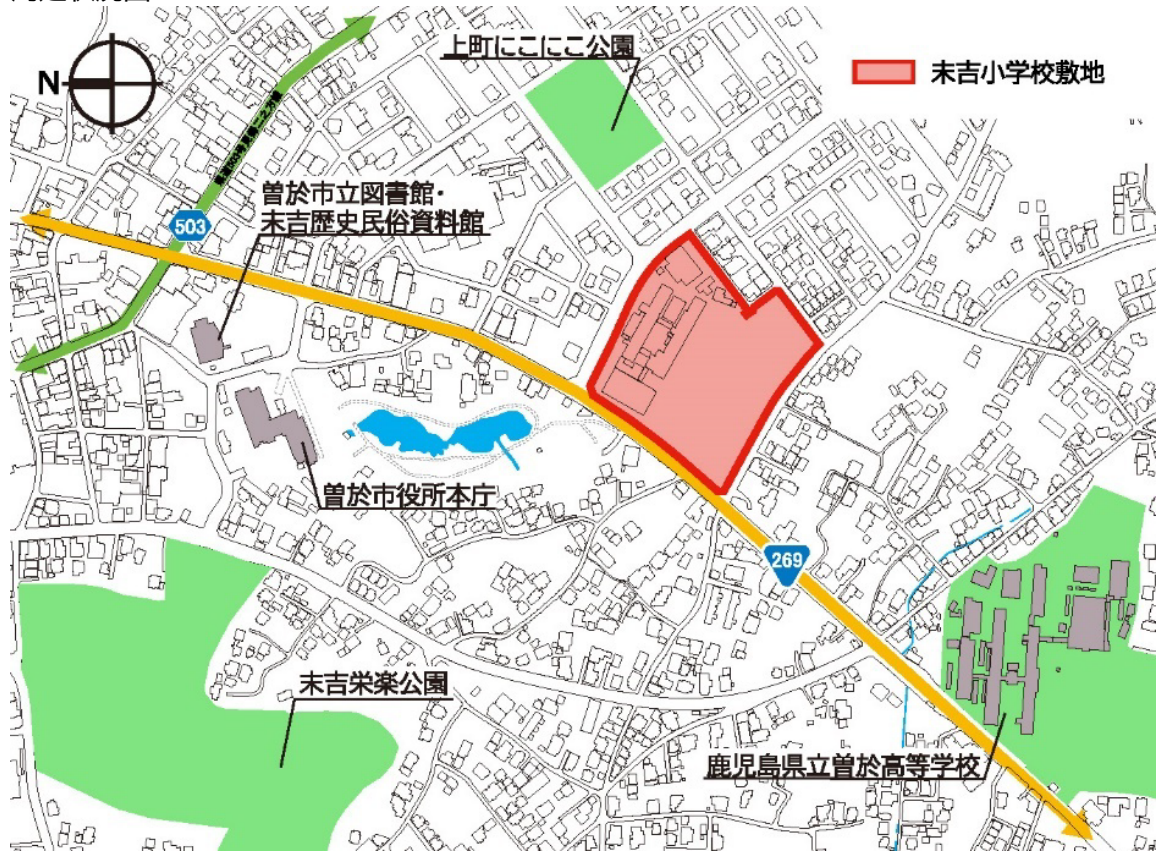 上町にこにこ公園
末吉小学校敷地
N
503
曽於市立図書館・
末吉歴史民俗資料館
曽於市役所本庁
269
末吉栄楽公園
鹿児島県立曽於高等学校